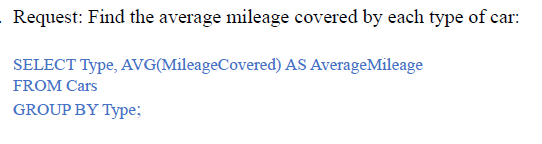 Request: Find the average mileage covered by each type of car:
SELECT Type, AVG(MileageCovered) AS AverageMileage
FROM Cars
GROUP BY Type;